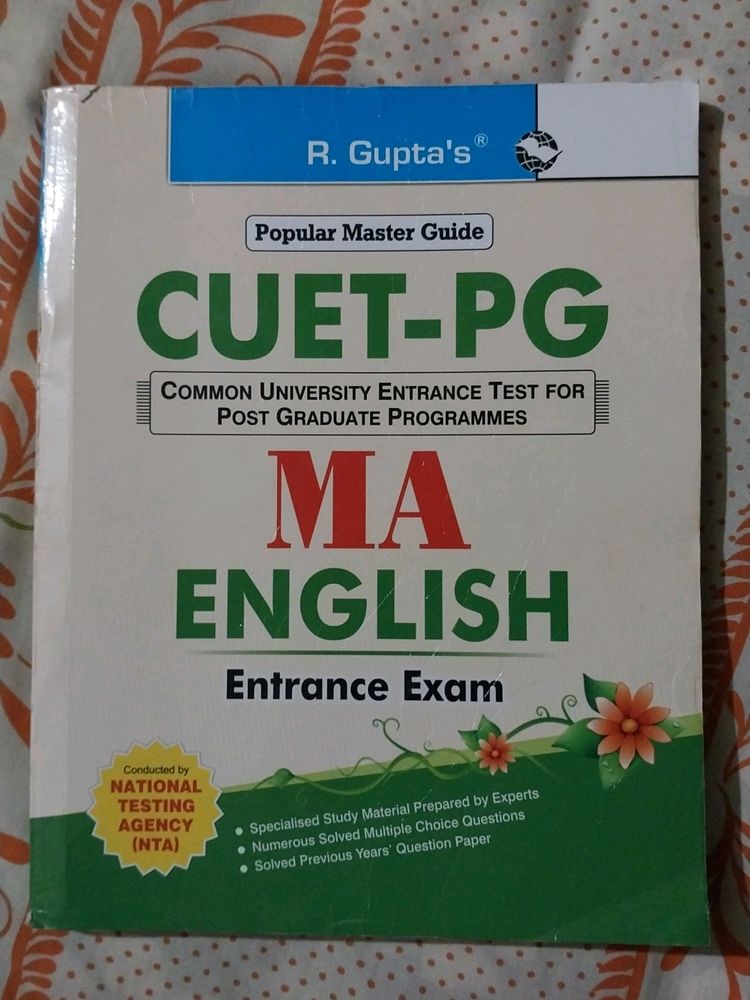 R. Gupta's®
Popular Master Guide
CUET-PG
COMMON UNIVERSITY ENTRANCE TEST FOR
POST GRADUATE PROGRAMMES
MA
ENGLISH
Entrance Exam
Conducted by
NATIONAL
TESTING
AGENCY
(NTA)
• Specialised Study Material Prepared by Experts
• Numerous Solved Multiple Choice Questions
• Solved Previous Years' Question Paper